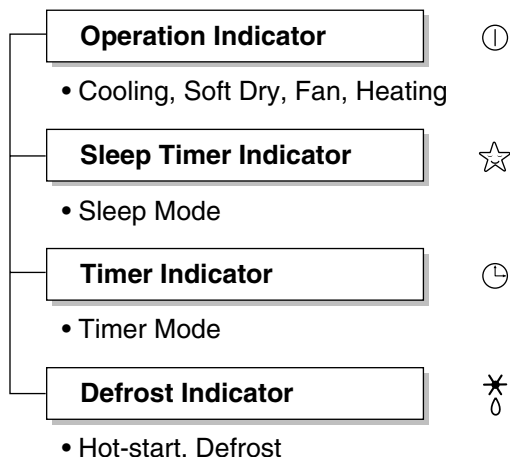 Operation Indicator
• Cooling, Soft Dry, Fan, Heating
Sleep Timer Indicator
• Sleep Mode
Timer Indicator
• Timer Mode
Defrost Indicator
• Hot-start, Defrost